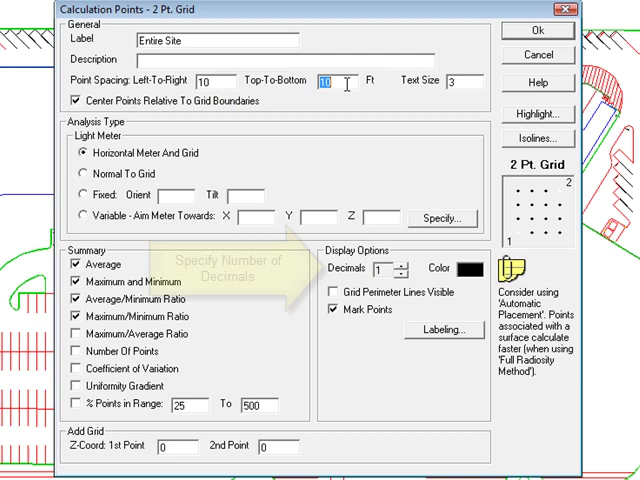 Calculation Points - 2 Pt. Grid
General
Label Entire Site
Description
Point Spacing: Left-To-Right 10 Top-To-Bottom 10 Ft Text Size 3
Center Points Relative To Grid Boundaries
Ok
Cancel
Help
Highlight...
Isolines...
Analysis Type
Light Meter
Horizontal Meter And Grid
Normal To Grid
Fixed: Orient Tilt
Variable - Aim Meter Towards: X Y Z Specify...
2 Pt. Grid
2
1
Summary
Average
Maximum and Minimum
Average/Minimum Ratio
Maximum/Minimum Ratio
Maximum/Average Ratio
Number Of Points
Coefficient of Variation
Uniformity Gradient
% Points in Range: 25 To 500
Specify Number of
Decimals
Display Options
Decimals 1 Color
Grid Perimeter Lines Visible
Mark Points
Labeling...
Consider using
'Automatic
Placement'. Points
associated with a
surface calculate
faster (when using
'Full Radiosity
Method').
Add Grid
Z-Coord: 1st Point 0 2nd Point 0